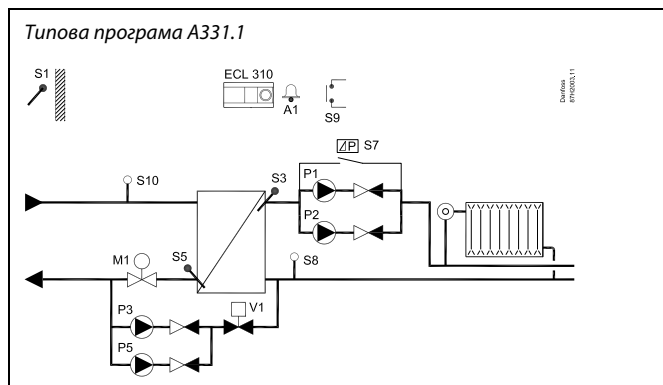 Типова програма A331.1
S1
ECL 310
A1
S9
Danfoss
87H2003.11
S7
P1
S10
S3
P2
S5
S8
M1
V1
P3
P5